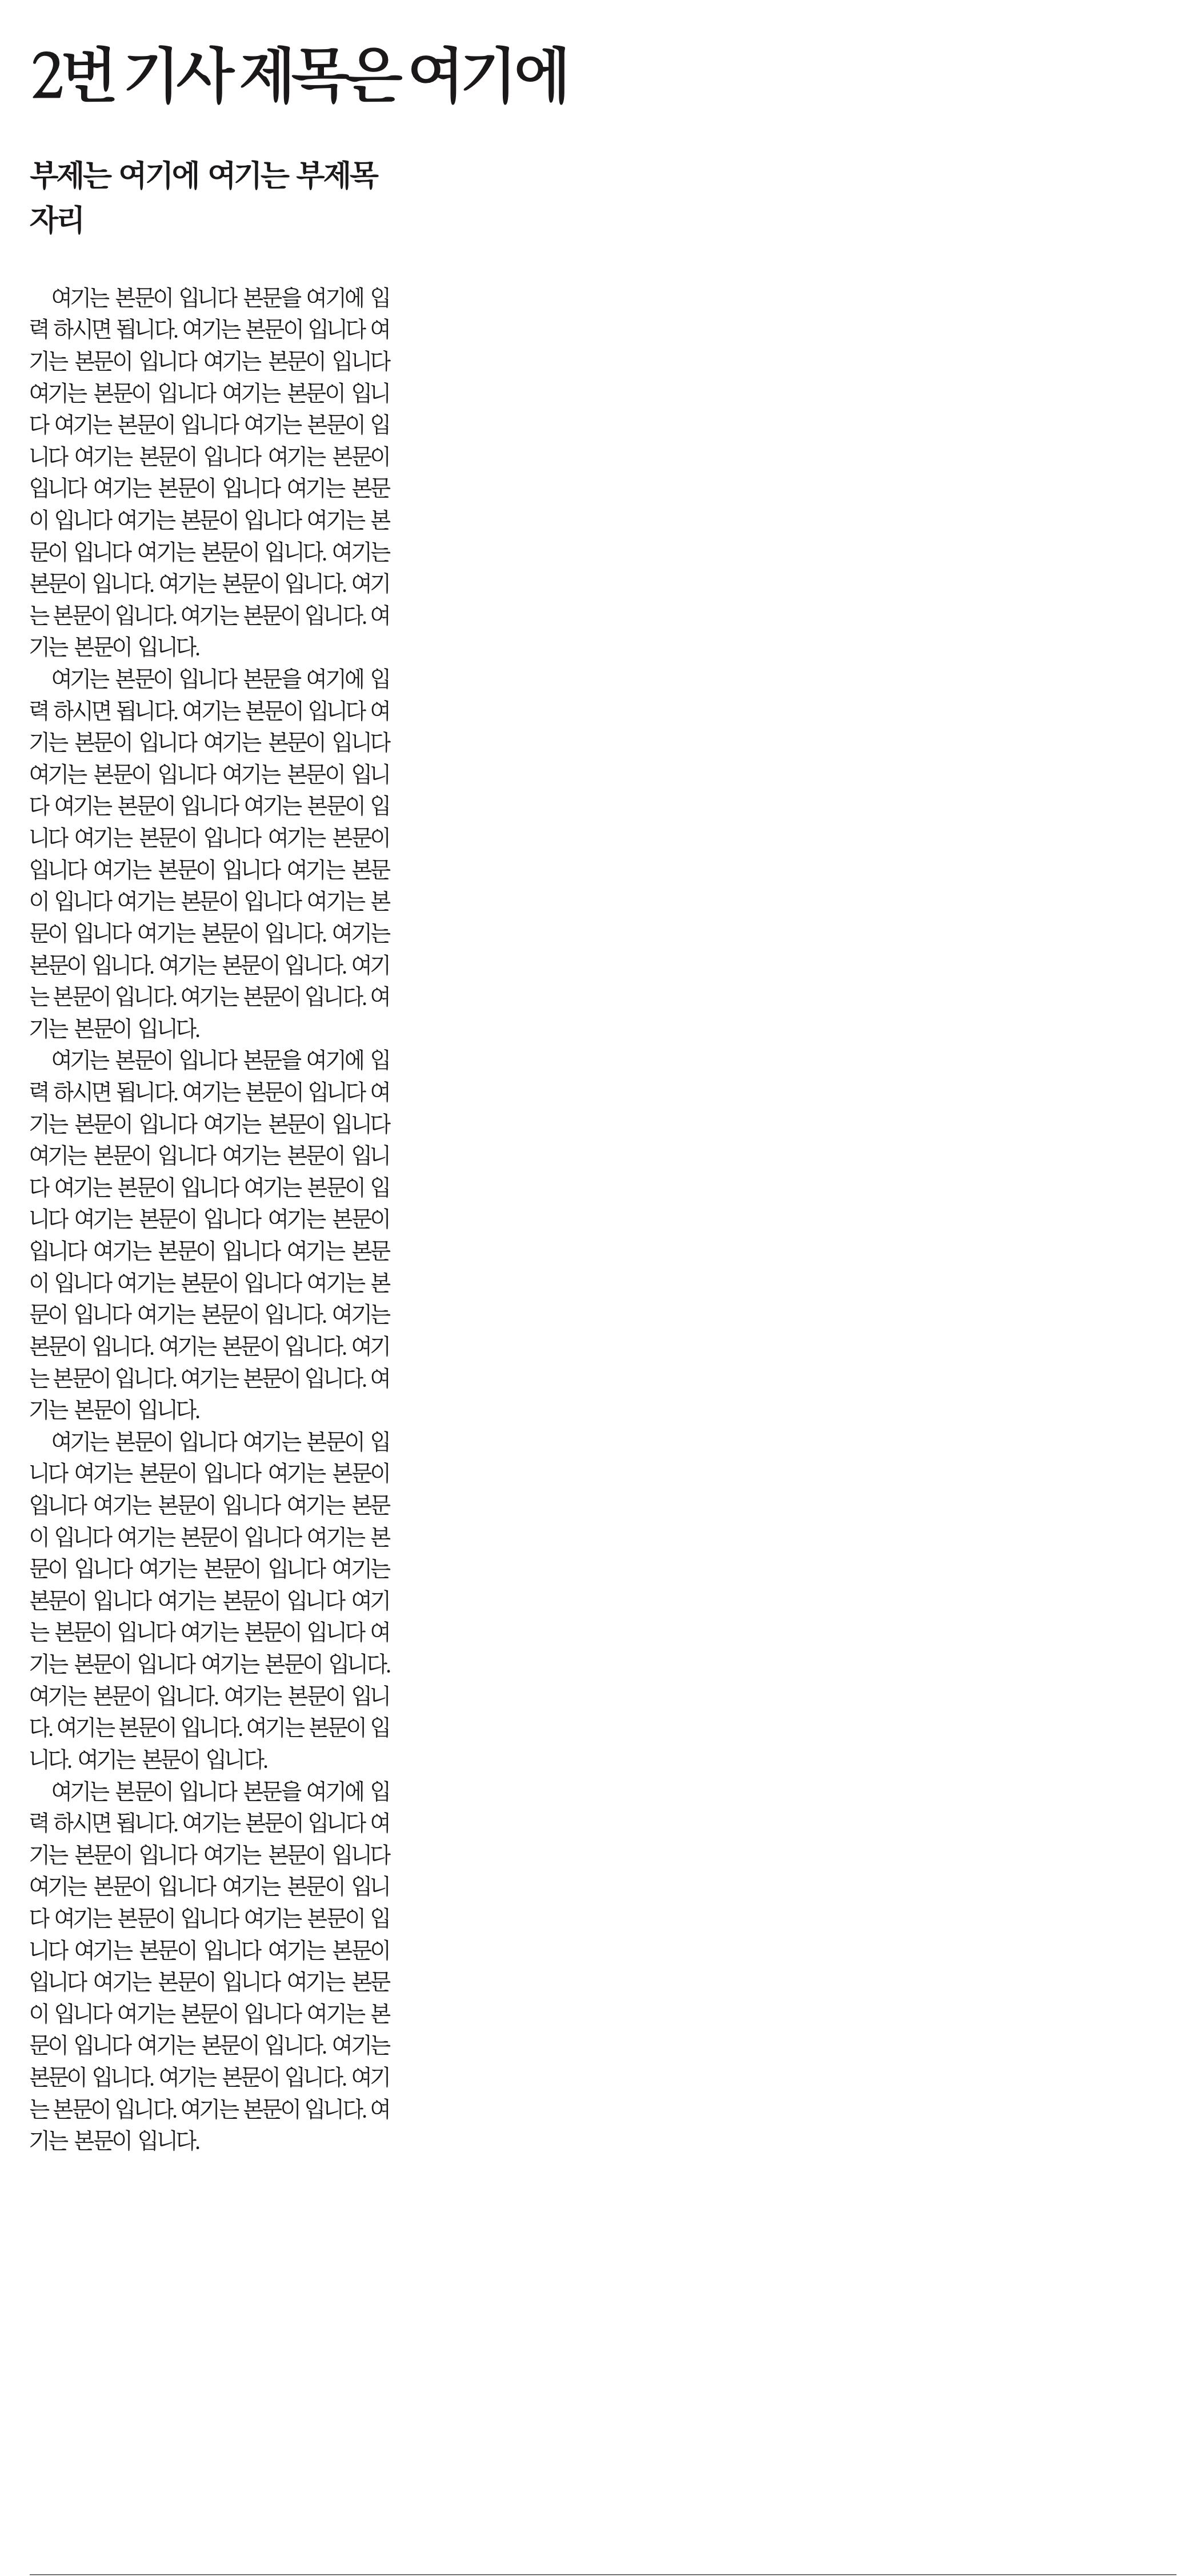 2번 기사 제목은 여기에
부제는 여기에 여기는 부제목
자리
여기는 본문이 입니다 본문을 여기에 입
력 하시면 됩니다. 여기는 본문이 입니다 여
기는 본문이 입니다 여기는 본문이 입니다
여기는 본문이 입니다 여기는 본문이 입니
다 여기는 본문이 입니다 여기는 본문이 입
니다 여기는 본문이 입니다 여기는 본문이
입니다 여기는 본문이 입니다 여기는 본문
이 입니다 여기는 본문이 입니다 여기는 본
문이 입니다 여기는 본문이 입니다. 여기는
본문이 입니다. 여기는 본문이 입니다. 여기
는 본문이 입니다. 여기는 본문이 입니다. 여
기는 본문이 입니다.
여기는 본문이 입니다 본문을 여기에 입
력 하시면 됩니다. 여기는 본문이 입니다 여
기는 본문이 입니다 여기는 본문이 입니다
여기는 본문이 입니다 여기는 본문이 입니
다 여기는 본문이 입니다 여기는 본문이 입
니다 여기는 본문이 입니다 여기는 본문이
입니다 여기는 본문이 입니다 여기는 본문
이 입니다 여기는 본문이 입니다 여기는 본
문이 입니다 여기는 본문이 입니다. 여기는
본문이 입니다. 여기는 본문이 입니다. 여기
는 본문이 입니다. 여기는 본문이 입니다. 여
기는 본문이 입니다.
여기는 본문이 입니다 본문을 여기에 입
력 하시면 됩니다. 여기는 본문이 입니다 여
기는 본문이 입니다 여기는 본문이 입니다
여기는 본문이 입니다 여기는 본문이 입니
다 여기는 본문이 입니다 여기는 본문이 입
니다 여기는 본문이 입니다 여기는 본문이
입니다 여기는 본문이 입니다 여기는 본문
이 입니다 여기는 본문이 입니다 여기는 본
문이 입니다 여기는 본문이 입니다. 여기는
본문이 입니다. 여기는 본문이 입니다. 여기
는 본문이 입니다. 여기는 본문이 입니다. 여
기는 본문이 입니다.
여기는 본문이 입니다 여기는 본문이 입
니다 여기는 본문이 입니다 여기는 본문이
입니다 여기는 본문이 입니다 여기는 본문
이 입니다 여기는 본문이 입니다 여기는 본
문이 입니다 여기는 본문이 입니다 여기는
본문이 입니다 여기는 본문이 입니다 여기
는 본문이 입니다 여기는 본문이 입니다 여
기는 본문이 입니다 여기는 본문이 입니다.
여기는 본문이 입니다. 여기는 본문이 입니
다. 여기는 본문이 입니다. 여기는 본문이 입
니다. 여기는 본문이 입니다.
여기는 본문이 입니다 본문을 여기에 입
력 하시면 됩니다. 여기는 본문이 입니다 여
기는 본문이 입니다 여기는 본문이 입니다
여기는 본문이 입니다 여기는 본문이 입니
다 여기는 본문이 입니다 여기는 본문이 입
니다 여기는 본문이 입니다 여기는 본문이
입니다 여기는 본문이 입니다 여기는 본문
이 입니다 여기는 본문이 입니다 여기는 본
문이 입니다 여기는 본문이 입니다. 여기는
본문이 입니다. 여기는 본문이 입니다. 여기
는 본문이 입니다. 여기는 본문이 입니다. 여
기는 본문이 입니다.